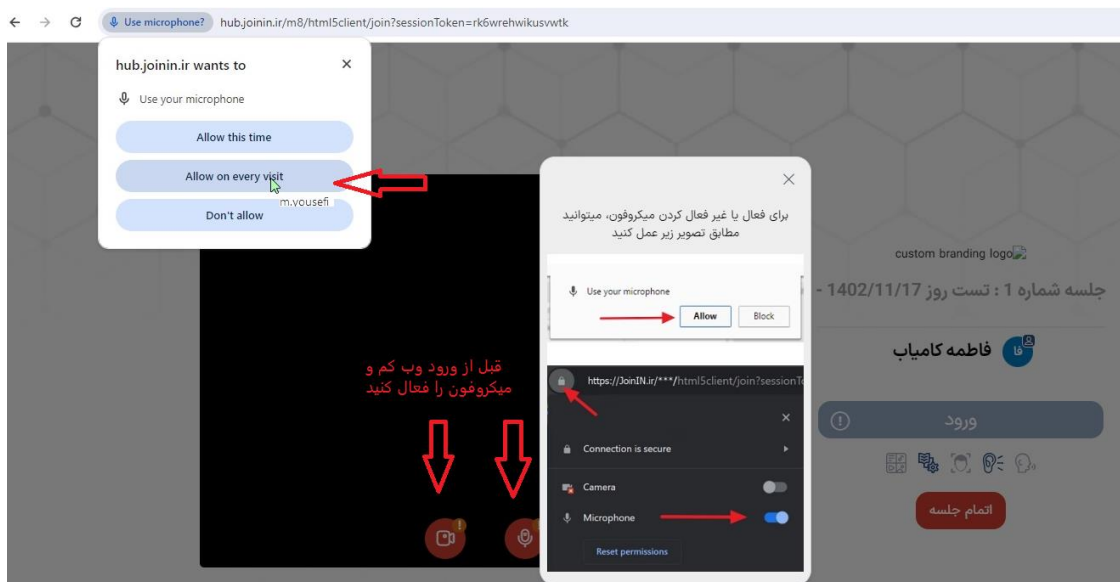 Use microphone?
hub.joinin.ir/m8/html5client/join?sessionToken=rk6wrehwikusvwtk
hub.joinin.ir wants to
Use your microphone
Allow this time
Allow on every visit
m.yousefi
Don't allow
قبل از ورود وب کم و
میکروفون را فعال کنید
برای فعال یا غیر فعال کردن میکروفون، میتوانید
مطابق تصویر زیر عمل کنید
Use your microphone
Allow
Block
https://JoinIN.ir/***/html5client/join?sessionT
Connection is secure
Camera
Microphone
Reset permissions
custom branding logo
جلسه شماره 1 : تست روز 1402/11/17 -
فا
فاطمه کامیاب
ورود
اتمام جلسه